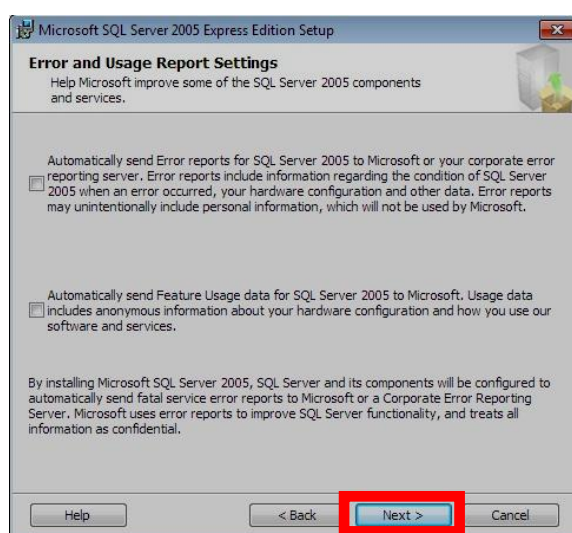 Microsoft SQL Server 2005 Express Edition Setup
Error and Usage Report Settings
Help Microsoft improve some of the SQL Server 2005 components
and services.
Automatically send Error reports for SQL Server 2005 to Microsoft or your corporate error
reporting server. Error reports include information regarding the condition of SQL Server
2005 when an error occurred, your hardware configuration and other data. Error reports
may unintentionally include personal information, which will not be used by Microsoft.
Automatically send Feature Usage data for SQL Server 2005 to Microsoft. Usage data
includes anonymous information about your hardware configuration and how you use our
software and services.
By installing Microsoft SQL Server 2005, SQL Server and its components will be configured to
automatically send fatal service error reports to Microsoft or a Corporate Error Reporting
Server. Microsoft uses error reports to improve SQL Server functionality, and treats all
information as confidential.
Help < Back Next > Cancel